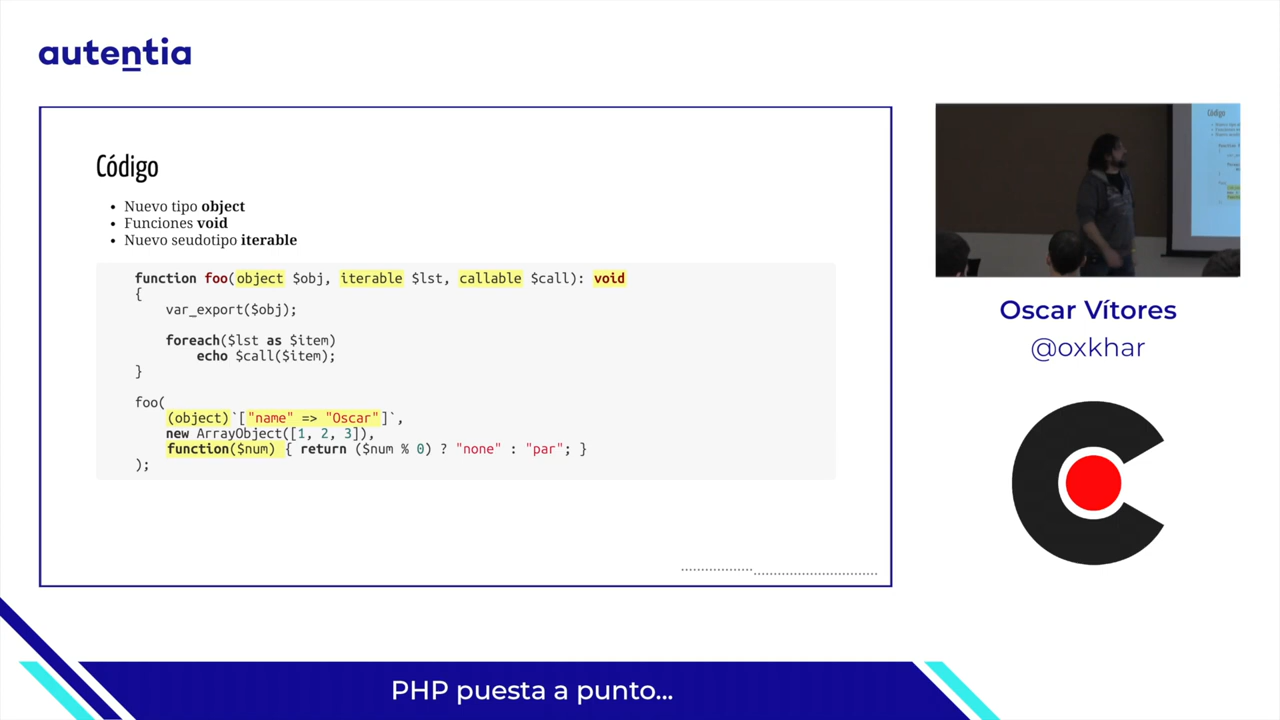 autentia
Código
• Nuevo tipo object
• Funciones void
• Nuevo seudotipo iterable
function foo(object $obj, iterable $lst, callable $call): void
{
var_export($obj);
foreach($lst as $item)
echo $call($item);
}
foo(
(object)`["name" => "Oscar"]`,
new ArrayObject([1, 2, 3]),
function($num) { return ($num % 0) ? "none" : "par"; }
);
Código
Oscar Vítores
@oxkhar
PHP puesta a punto...